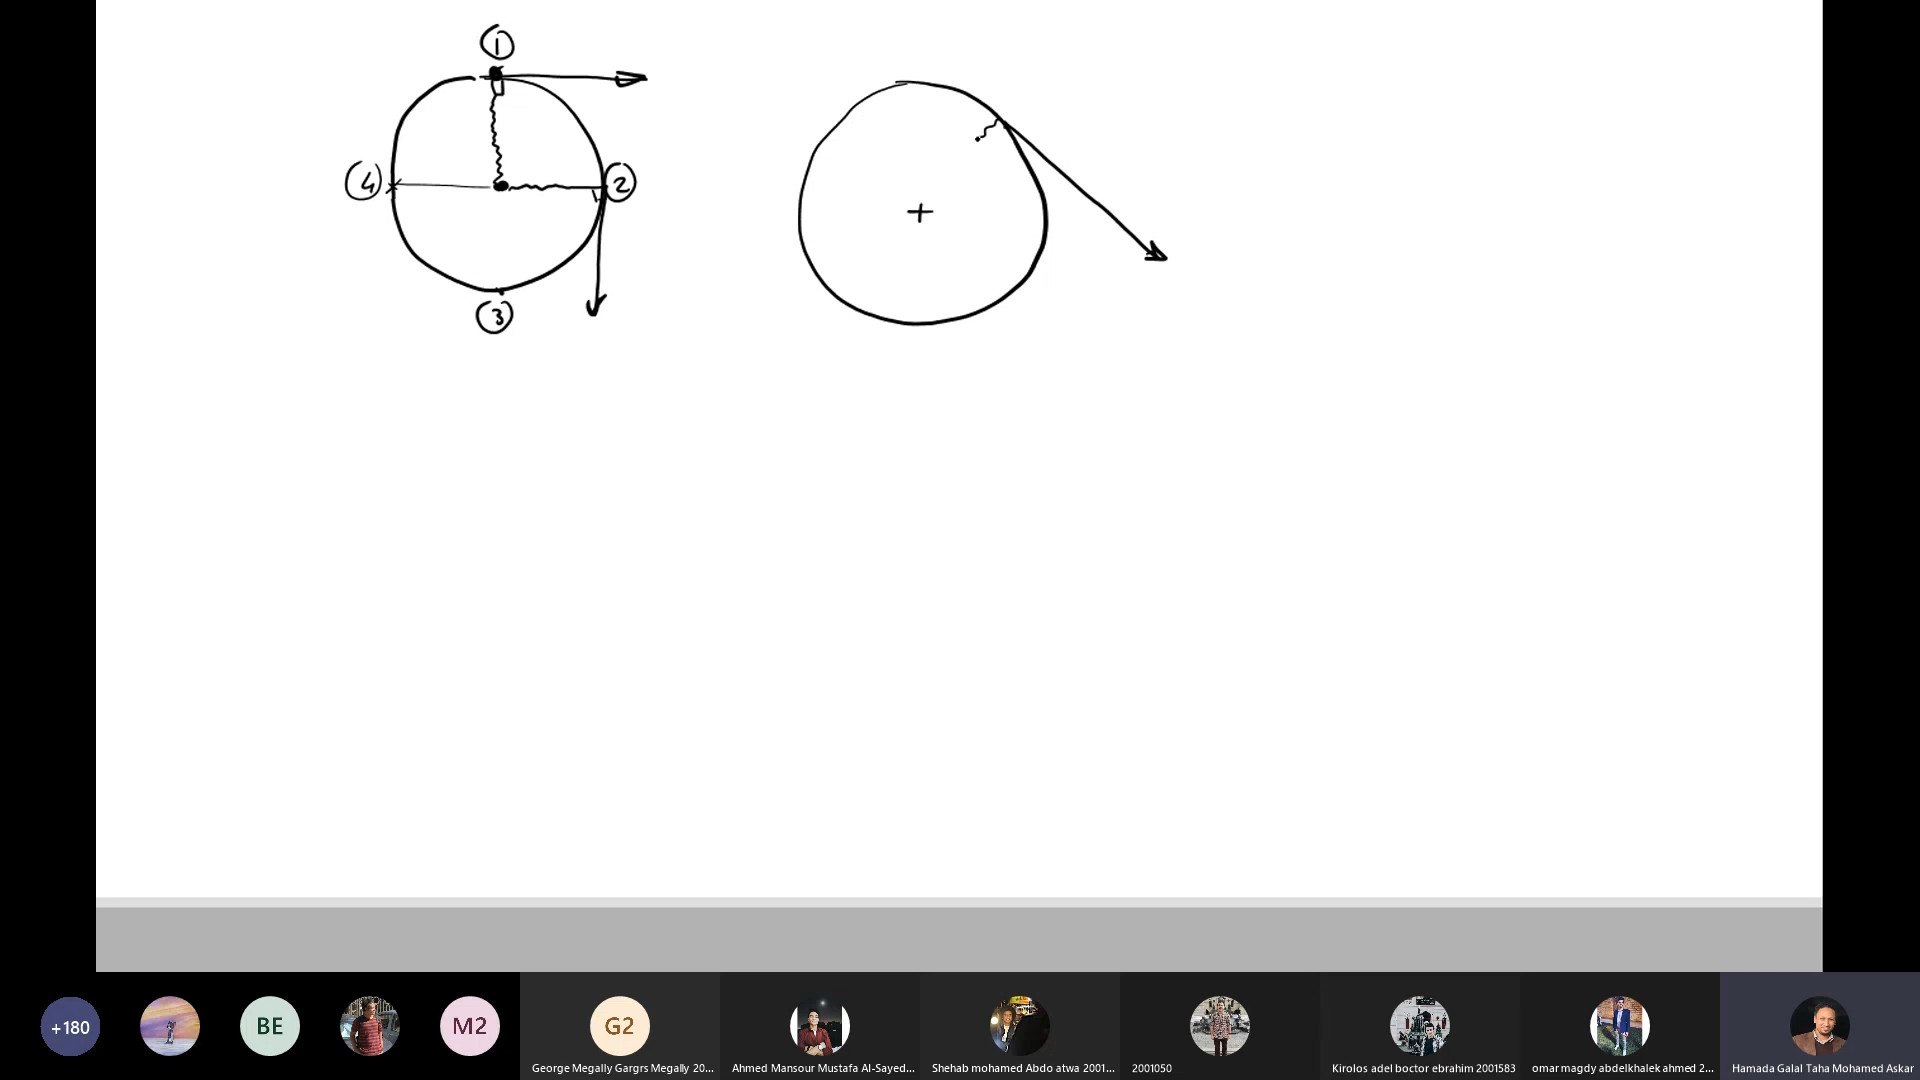 1
4
2
3
+
+180
BE
M2
G2
George Megally Gargrs Megally 20...
Ahmed Mansour Mustafa Al-Sayed...
Shehab mohamed Abdo atwa 2001...
2001050
Kirolos adel boctor ebrahim 2001583
omar magdy abdelkhalek ahmed 2...
Hamada Galal Taha Mohamed Askar